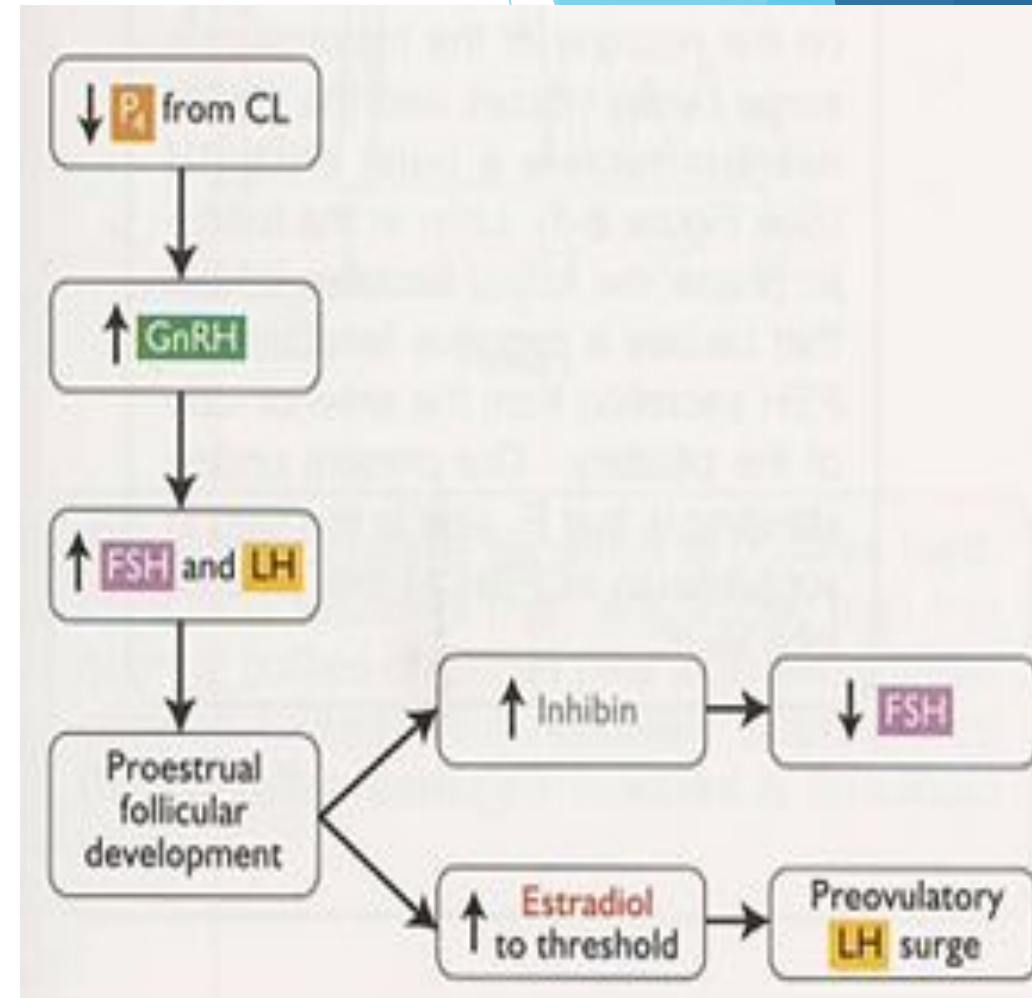 ↓ P₄ from CL
↑ GnRH
↑ FSH and LH
Proestrual
follicular
development
↑ Inhibin
↓ FSH
↑ Estradiol
to threshold
Preovulatory
LH surge